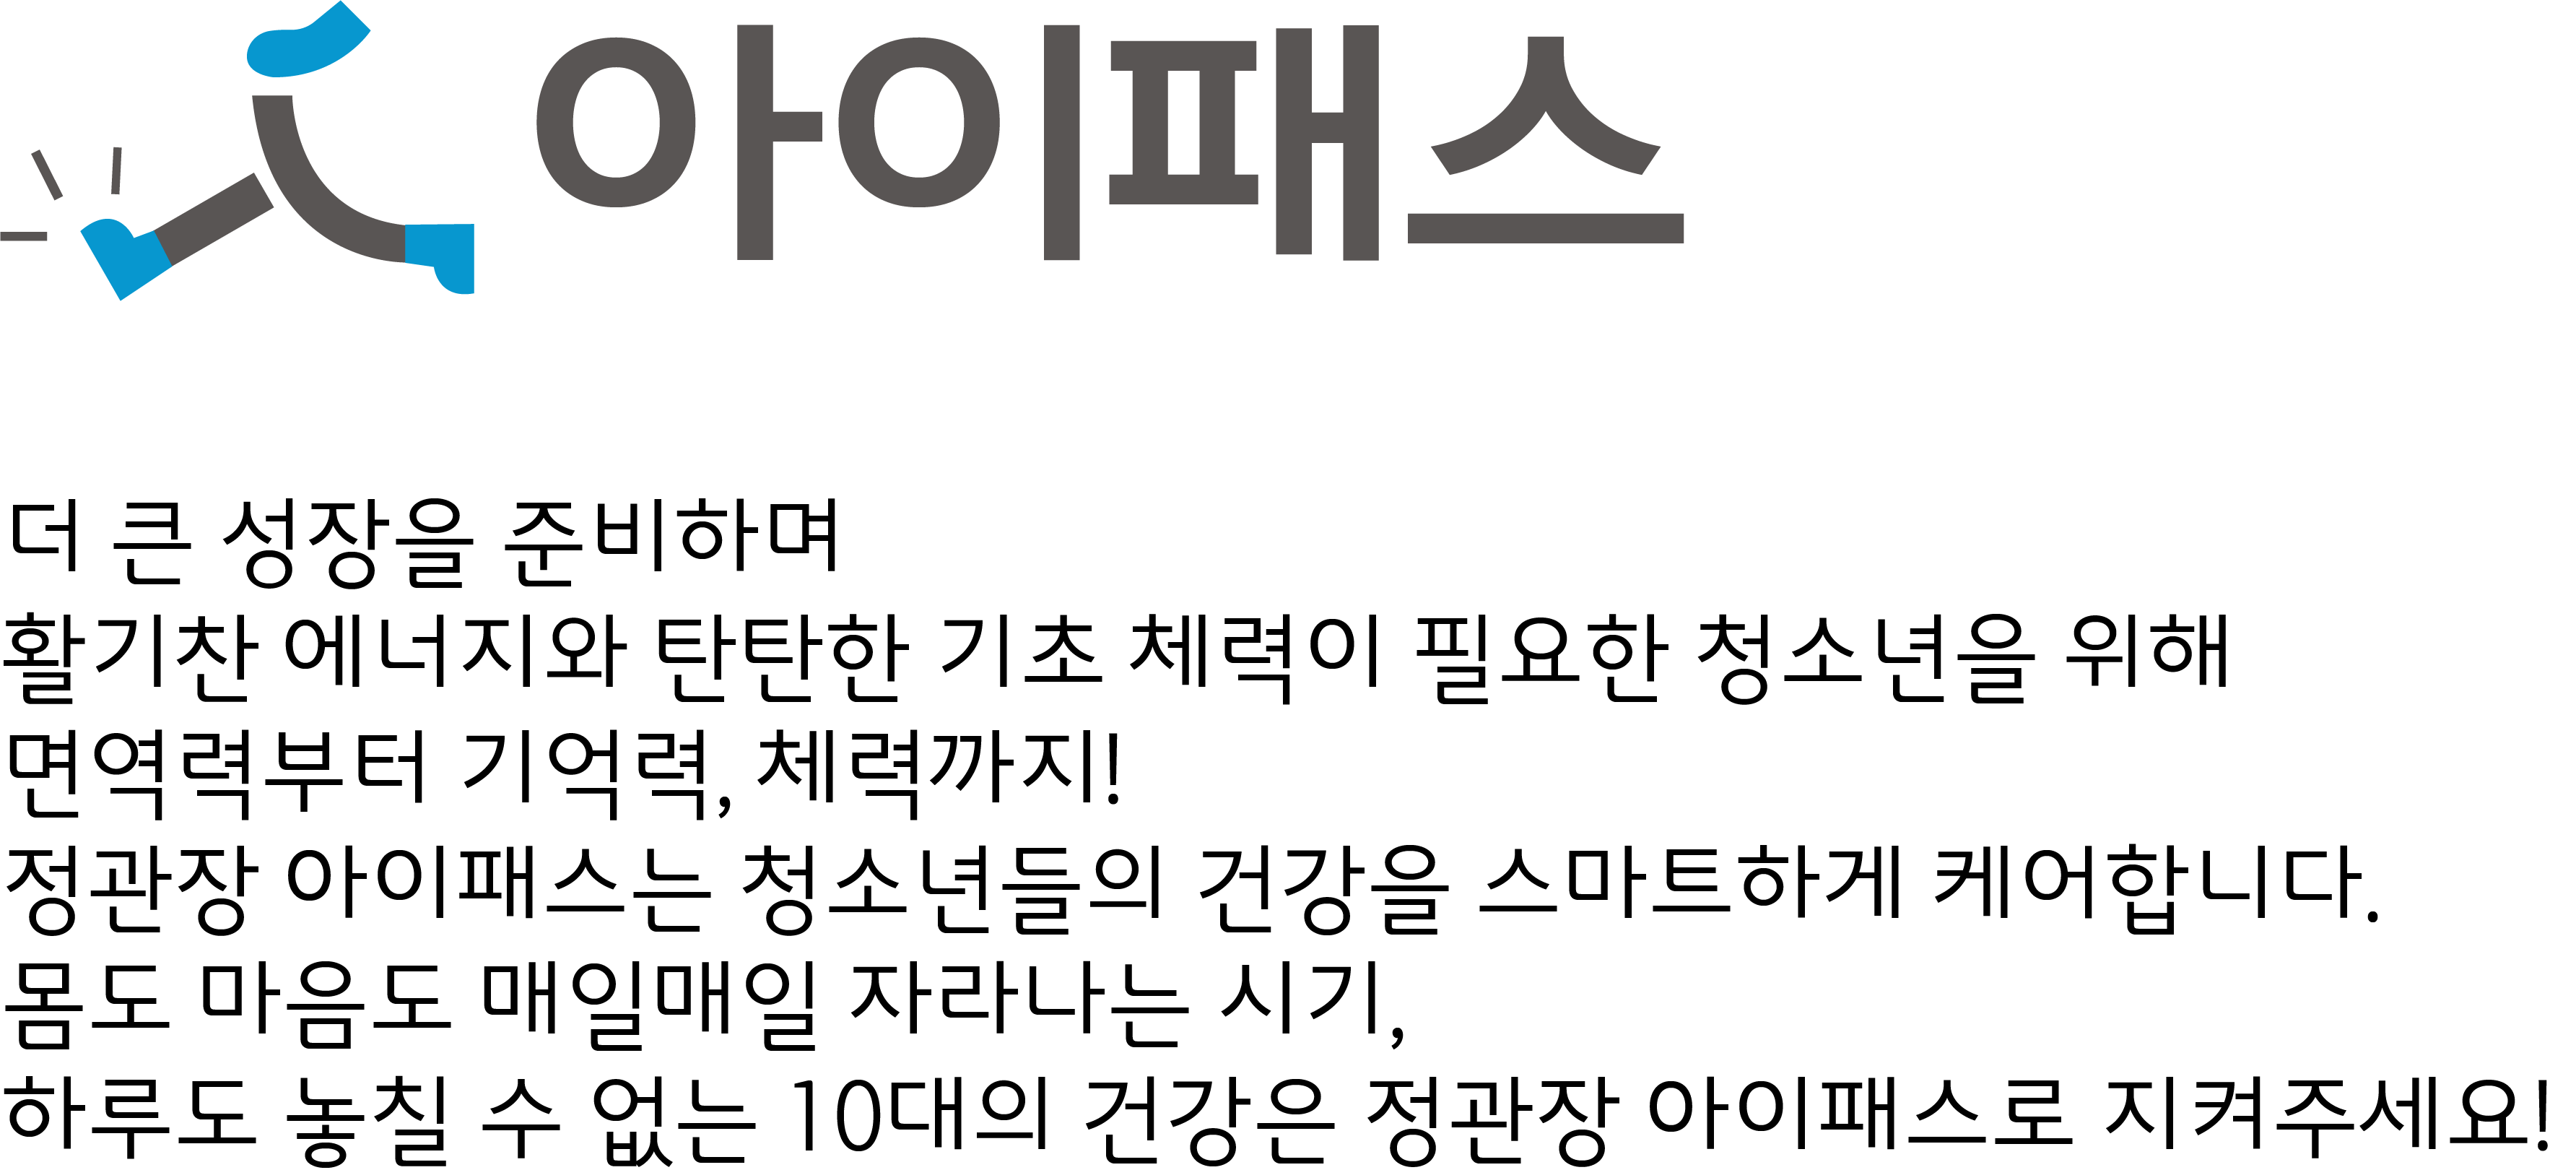 아이패스
더 큰 성장을 준비하며
활기찬 에너지와 탄탄한 기초 체력이 필요한 청소년을 위해
면역력부터 기억력, 체력까지!
정관장 아이패스는 청소년들의 건강을 스마트하게 케어합니다.
몸도 마음도 매일매일 자라나는 시기,
하루도 놓칠 수 없는 10대의 건강은 정관장 아이패스로 지켜주세요!